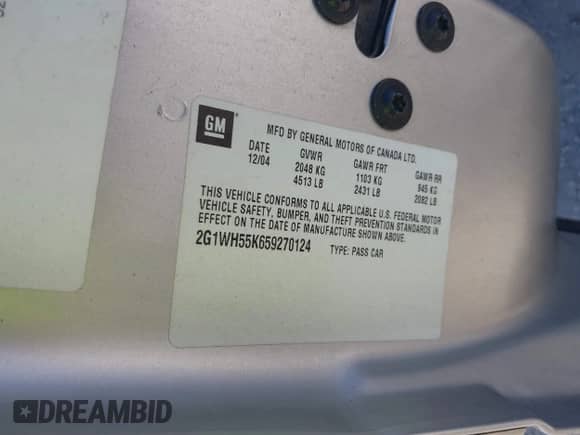 GM
MFD BY GENERAL MOTORS OF CANADA LTD.
DATE GVWR GAWR FRT GAWR RR
12/04 2048 KG 1103 KG 945 KG
4513 LB 2431 LB 2082 LB
THIS VEHICLE CONFORMS TO ALL APPLICABLE U.S. FEDERAL MOTOR
VEHICLE SAFETY, BUMPER, AND THEFT PREVENTION STANDARDS IN
EFFECT ON THE DATE OF MANUFACTURE SHOWN ABOVE.
2G1WH55K659270124 TYPE: PASS CAR
DREAMBID